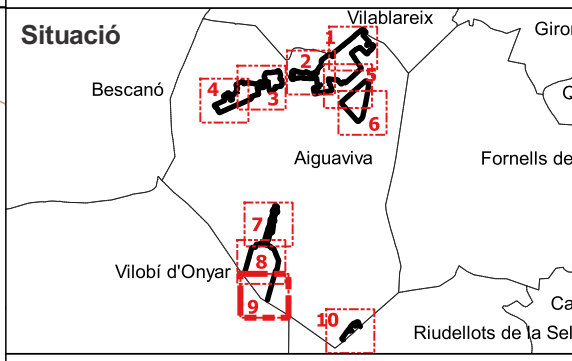 Situació
Vilablareix
Giro
1
2
5
Bescanó
4
3
6
Q
Aiguaviva
Fornells de
7
Vilobí d'Onyar
8
9
10
Ca
Riudellots de la Sel